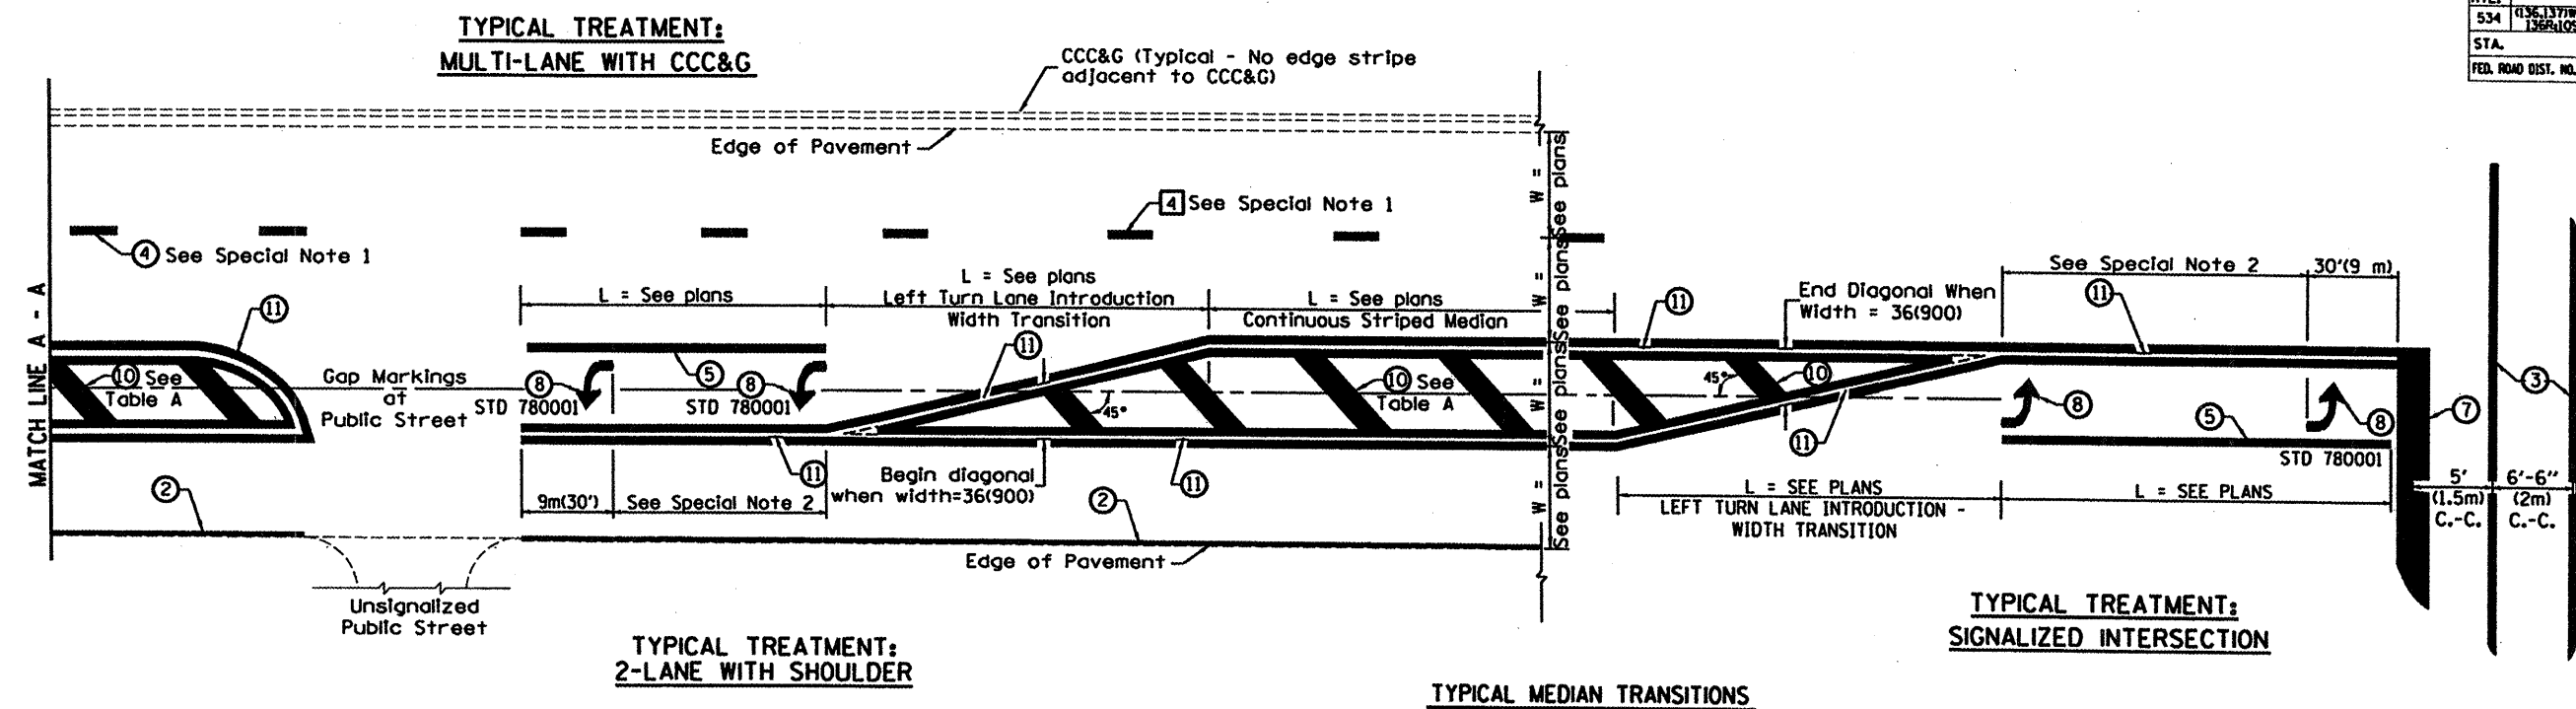 TYPICAL TREATMENT:
MULTI-LANE WITH CCC&G
CCC&G (Typical - No edge stripe
adjacent to CCC&G)
534
STA.
FED. ROAD DIST. NO.
Edge of Pavement
W =
See plans
4 See Special Note 1
4 See Special Note 1
MATCH LINE A - A
11
10 See
Table A
Gap Markings
at
Public Street
L = See plans
L = See plans
Left Turn Lane Introduction
Width Transition
L = See plans
Continuous Striped Median
W =
See plans
11
End Diagonal When
Width = 36(900)
See Special Note 2
30'(9 m)
11
8
STD 780001
5
8
STD 780001
11
45°
10 See
Table A
W =
See plans
45°
10
8
8
7
3
5
STD 780001
11
11
2
9m(30')
See Special Note 2
Begin diagonal
when width=36(900)
11
2
W =
See plans
L = SEE PLANS
LEFT TURN LANE INTRODUCTION -
WIDTH TRANSITION
L = SEE PLANS
5'
(1.5m)
C.-C.
6'-6"
(2m)
C.-C.
Edge of Pavement
Unsignalized
Public Street
TYPICAL TREATMENT:
2-LANE WITH SHOULDER
TYPICAL TREATMENT:
SIGNALIZED INTERSECTION
TYPICAL MEDIAN TRANSITIONS